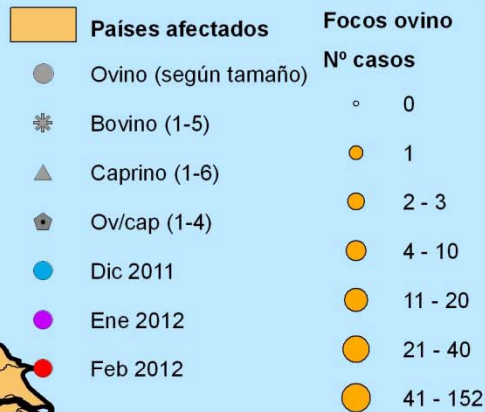 Países afectados
Ovino (según tamaño)
Bovino (1-5)
Caprino (1-6)
Ov/cap (1-4)
Dic 2011
Ene 2012
Feb 2012
Focos ovino
Nº casos
0
1
2 - 3
4 - 10
11 - 20
21 - 40
41 - 152